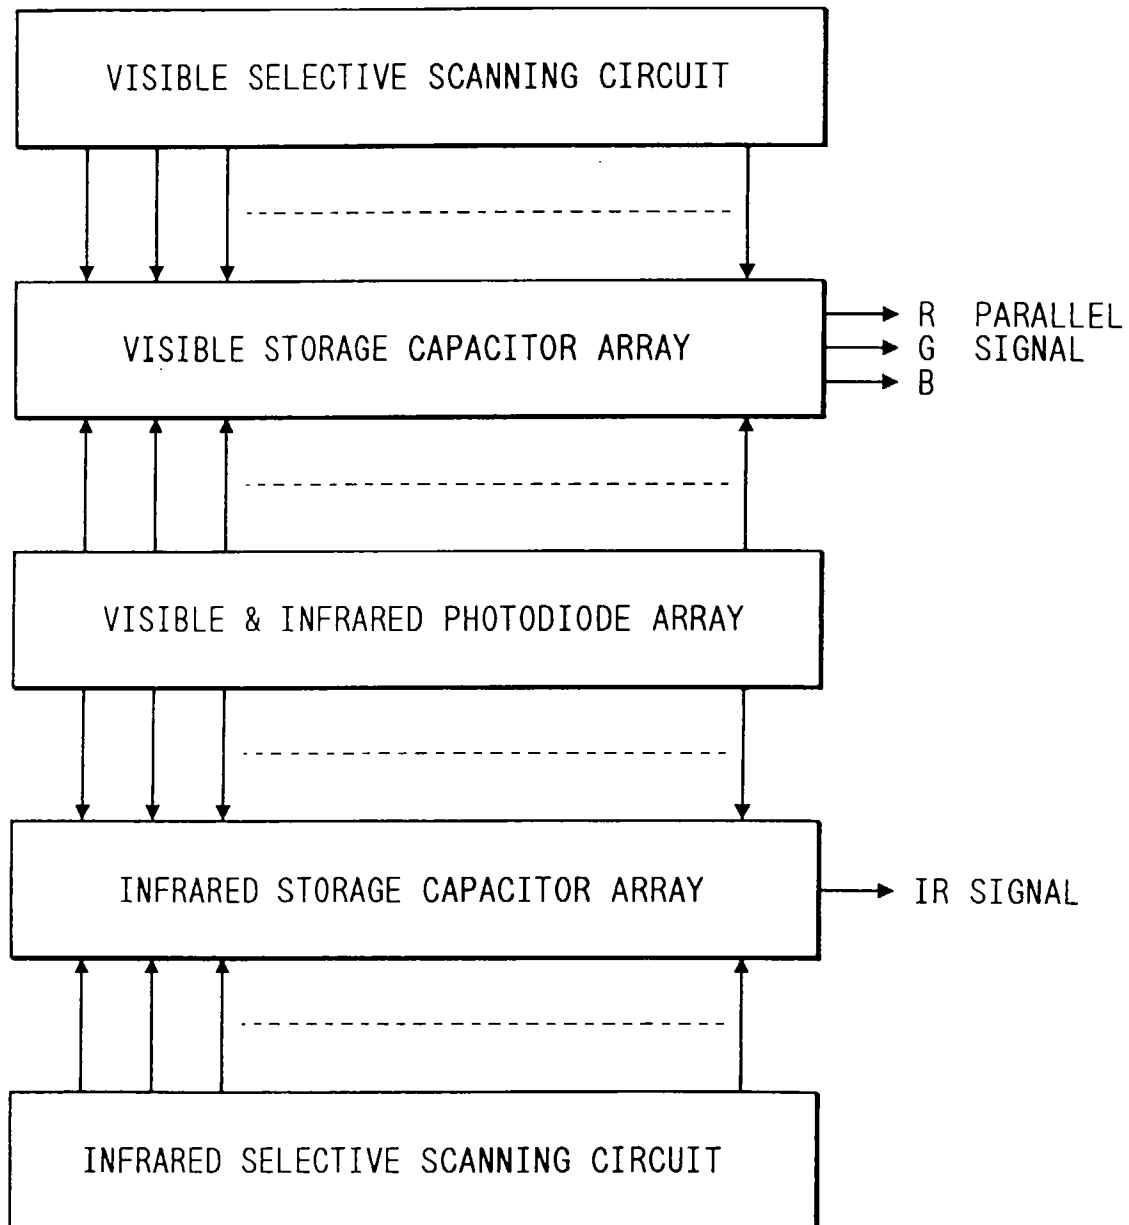 VISIBLE SELECTIVE SCANNING CIRCUIT
VISIBLE STORAGE CAPACITOR ARRAY
R PARALLEL
G SIGNAL
B
VISIBLE & INFRARED PHOTODIODE ARRAY
INFRARED STORAGE CAPACITOR ARRAY
IR SIGNAL
INFRARED SELECTIVE SCANNING CIRCUIT